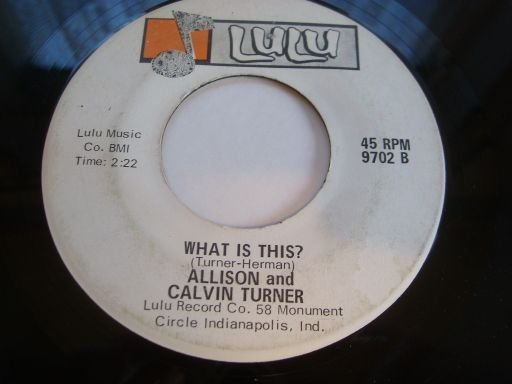 LULU
Lulu Music
Co. BMI
Time: 2:22
45 RPM
9702 B
WHAT IS THIS?
(Turner-Herman)
ALLISON and
CALVIN TURNER
Lulu Record Co. 58 Monument
Circle Indianapolis, Ind.